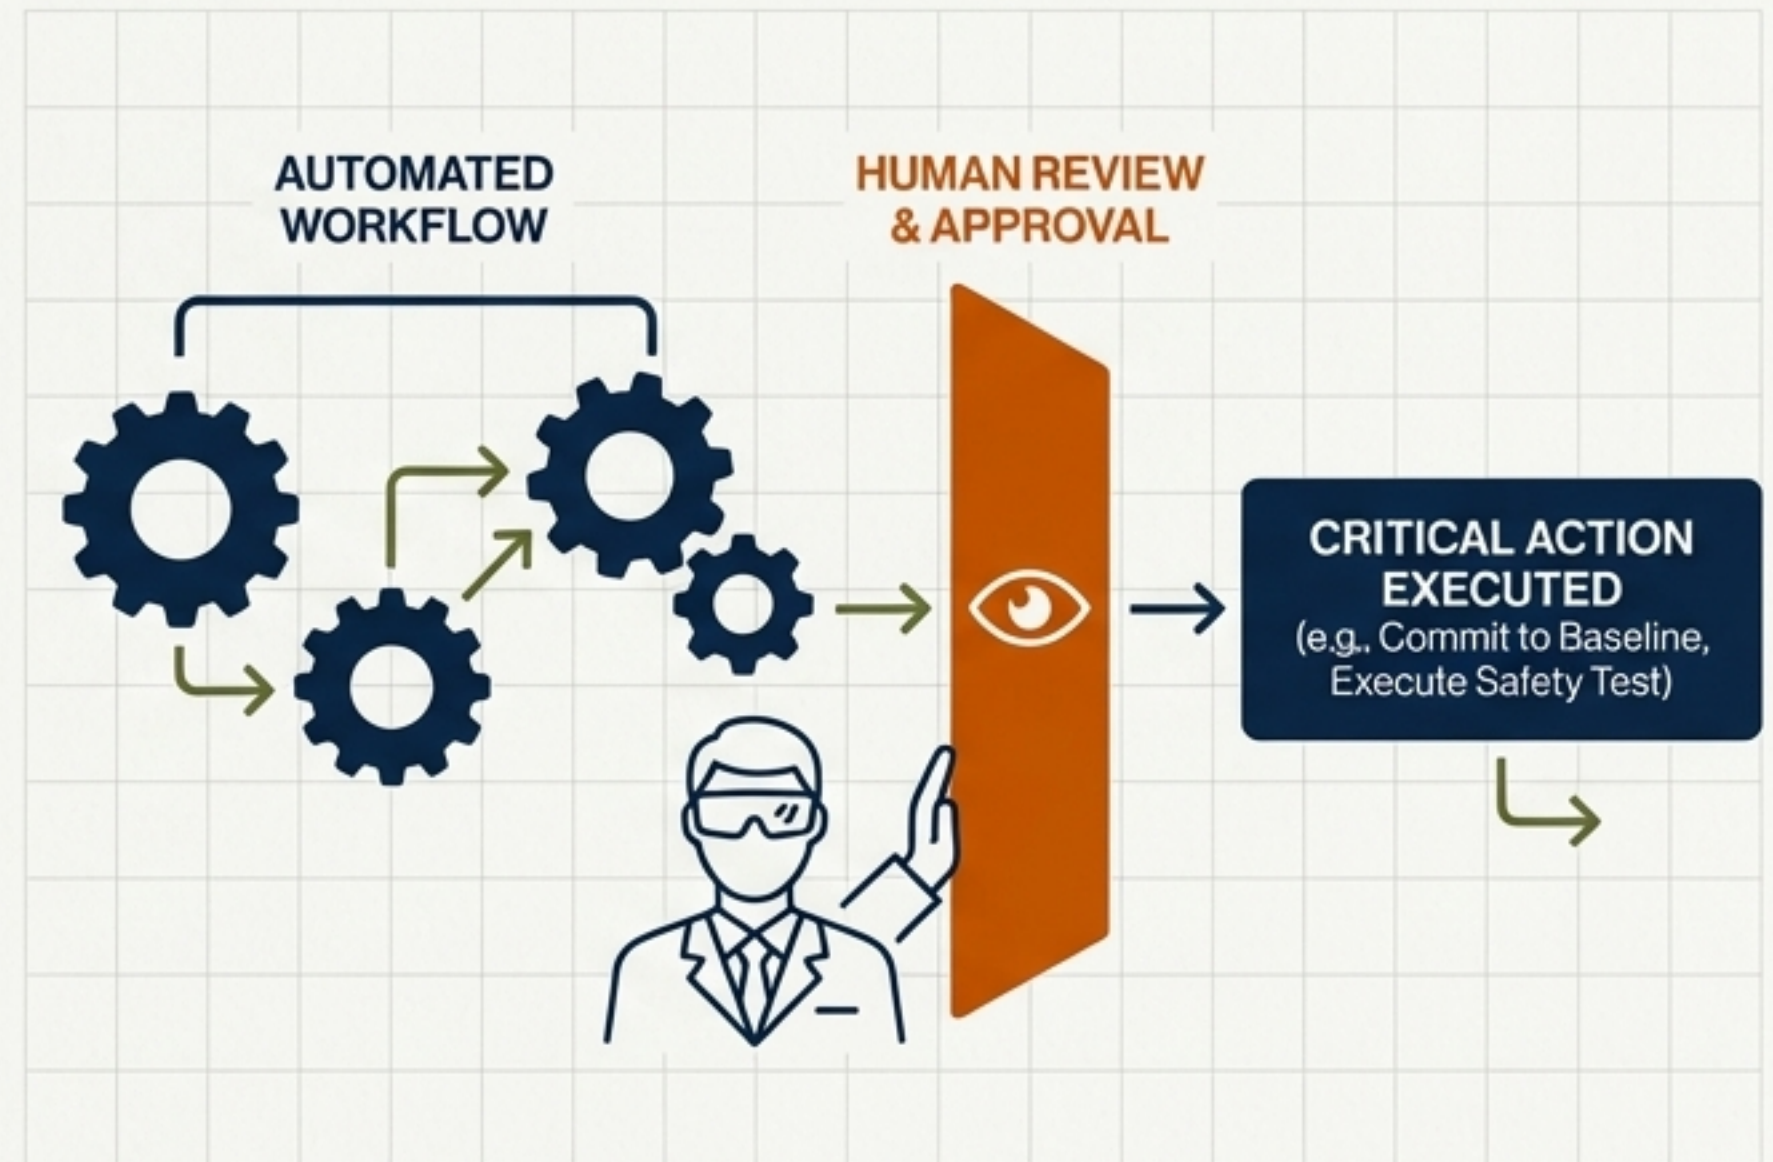 AUTOMATED
WORKFLOW
HUMAN REVIEW
& APPROVAL
CRITICAL ACTION
EXECUTED
(e.g., Commit to Baseline,
Execute Safety Test)